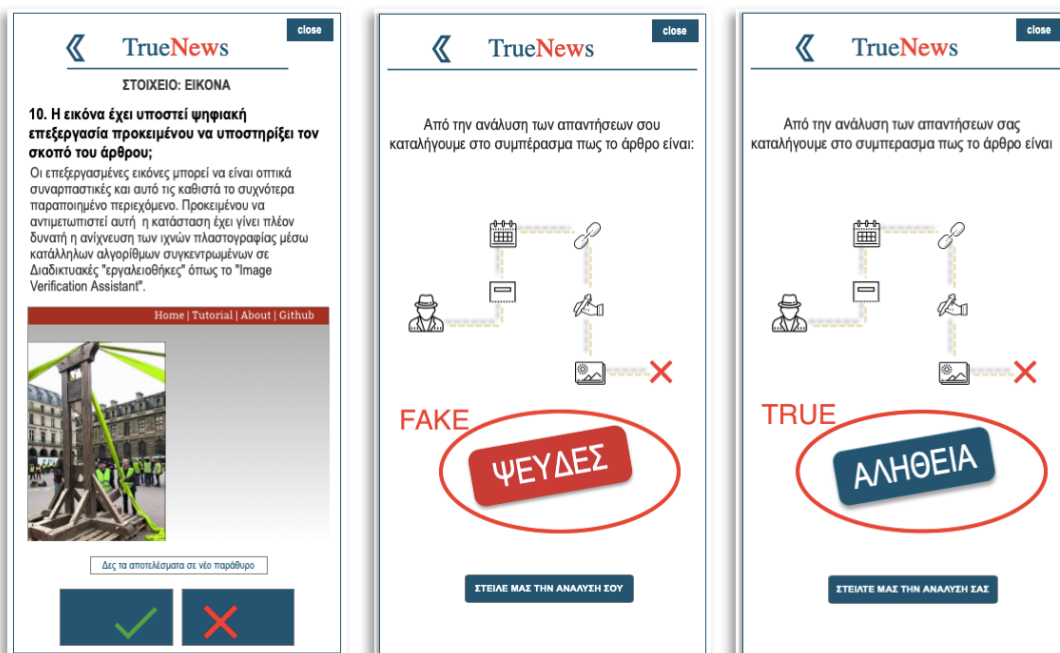 close
TrueNews
ΣΤΟΙΧΕΙΟ: ΕΙΚΟΝΑ
10. Η εικόνα έχει υποστεί ψηφιακή
επεξεργασία προκειμένου να υποστηρίξει τον
σκοπό του άρθρου;
Οι επεξεργασμένες εικόνες μπορεί να είναι οπτικά
συναρπαστικές και αυτό τις καθιστά το συχνότερα
παραποιημένο περιεχόμενο. Προκειμένου να
αντιμετωπιστεί αυτή η κατάσταση έχει γίνει πλέον
δυνατή η ανίχνευση των ιχνών πλαστογραφίας μέσω
κατάλληλων αλγορίθμων συγκεντρωμένων σε
Διαδικτυακές "εργαλειοθήκες" όπως το "Image
Verification Assistant".
Home | Tutorial | About | Github
Δες τα αποτελέσματα σε νέο παράθυρο
close
TrueNews
Από την ανάλυση των απαντήσεων σου
καταλήγουμε στο συμπέρασμα πως το άρθρο είναι:
FAKE
ΨΕΥΔΕΣ
ΣΤΕΙΛΕ ΜΑΣ ΤΗΝ ΑΝΑΛΥΣΗ ΣΟΥ
close
TrueNews
Από την ανάλυση των απαντήσεων σας
καταλήγουμε στο συμπερασμα πως το άρθρο είναι
TRUE
ΑΛΗΘΕΙΑ
ΣΤΕΙΛΤΕ ΜΑΣ ΤΗΝ ΑΝΑΛΥΣΗ ΣΑΣ